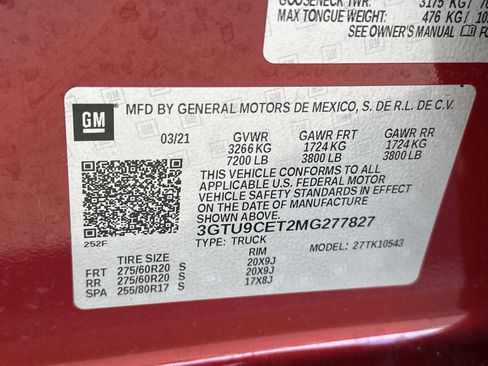 GOOSENECK TWR: 3175 KG/
MAX TONGUE WEIGHT: 476 KG/
SEE OWNER'S MANUAL
GM
MFD BY GENERAL MOTORS DE MEXICO, S. DE R.L. DE C.V.
03/21 GVWR GAWR FRT GAWR RR
3266 KG 1724 KG 1724 KG
7200 LB 3800 LB 3800 LB
THIS VEHICLE CONFORMS TO ALL
APPLICABLE U.S. FEDERAL MOTOR
VEHICLE SAFETY STANDARDS IN EFFECT
ON THE DATE OF MANUFACTURE SHOWN ABOVE.
3GTU9CET2MG277827
TYPE: TRUCK MODEL: 27TK10543
252F
TIRE SIZE RIM
FRT 275/60R20 S 20X9J
RR 275/60R20 S 20X9J
SPA 255/80R17 S 17X8J